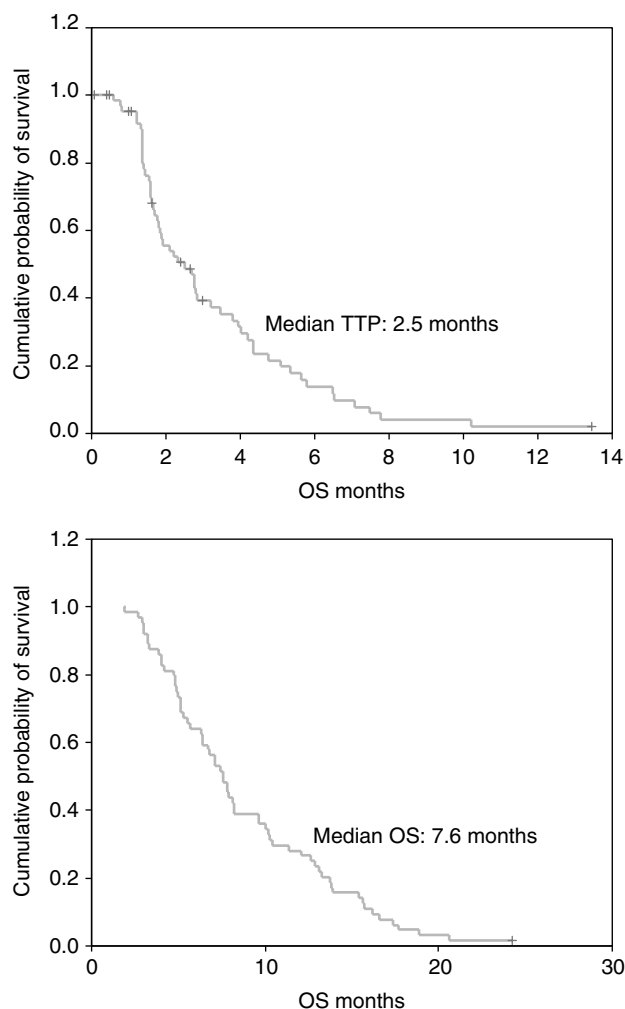 1.2
1.0
0.8
0.6
0.4
0.2
0.0
Cumulative probability of survival
Median TTP: 2.5 months
0 2 4 6 8 10 12 14
OS months
1.2
1.0
0.8
0.6
0.4
0.2
0.0
Cumulative probability of survival
Median OS: 7.6 months
0 10 20 30
OS months